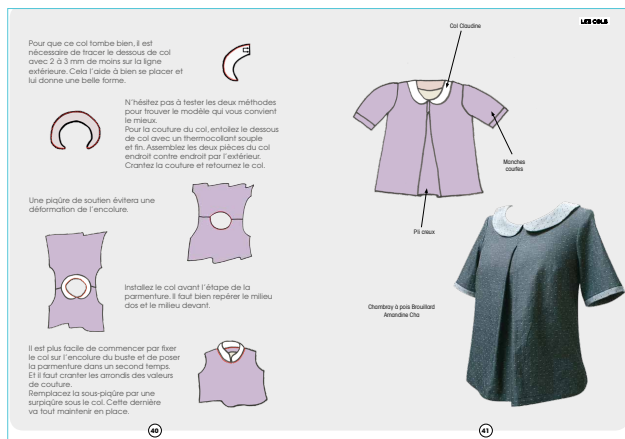 Pour que ce col tombe bien, il est
nécessaire de tracer le dessous de col
avec 2 à 3 mm de moins sur la ligne
extérieure. Cela l'aide à bien se placer et
lui donne une belle forme.
N'hésitez pas à tester les deux méthodes
pour trouver le modèle qui vous convient
le mieux.
Pour la couture du col, entoilez le dessous
de col avec un thermocollant souple
et fin. Assemblez les deux pièces du col
endroit contre endroit par l'extérieur.
Crantez la couture et retournez le col.
Une piqûre de soutien évitera une
déformation de l'encolure.
Installez le col avant l'étape de la
parmenture. Il faut bien repérer le milieu
dos et le milieu devant.
Il est plus facile de commencer par fixer
le col sur l'encolure du buste et de poser
la parmenture dans un second temps.
Et il faut cranter les arrondis des valeurs
de couture.
Remplacez la sous-piqûre par une
surpiqûre sous le col. Cette dernière
va tout maintenir en place.
40
LES COLS
Col Claudine
Manches
courtes
Pli creux
Chambray à pois Brouillard
Amandine Cha
41